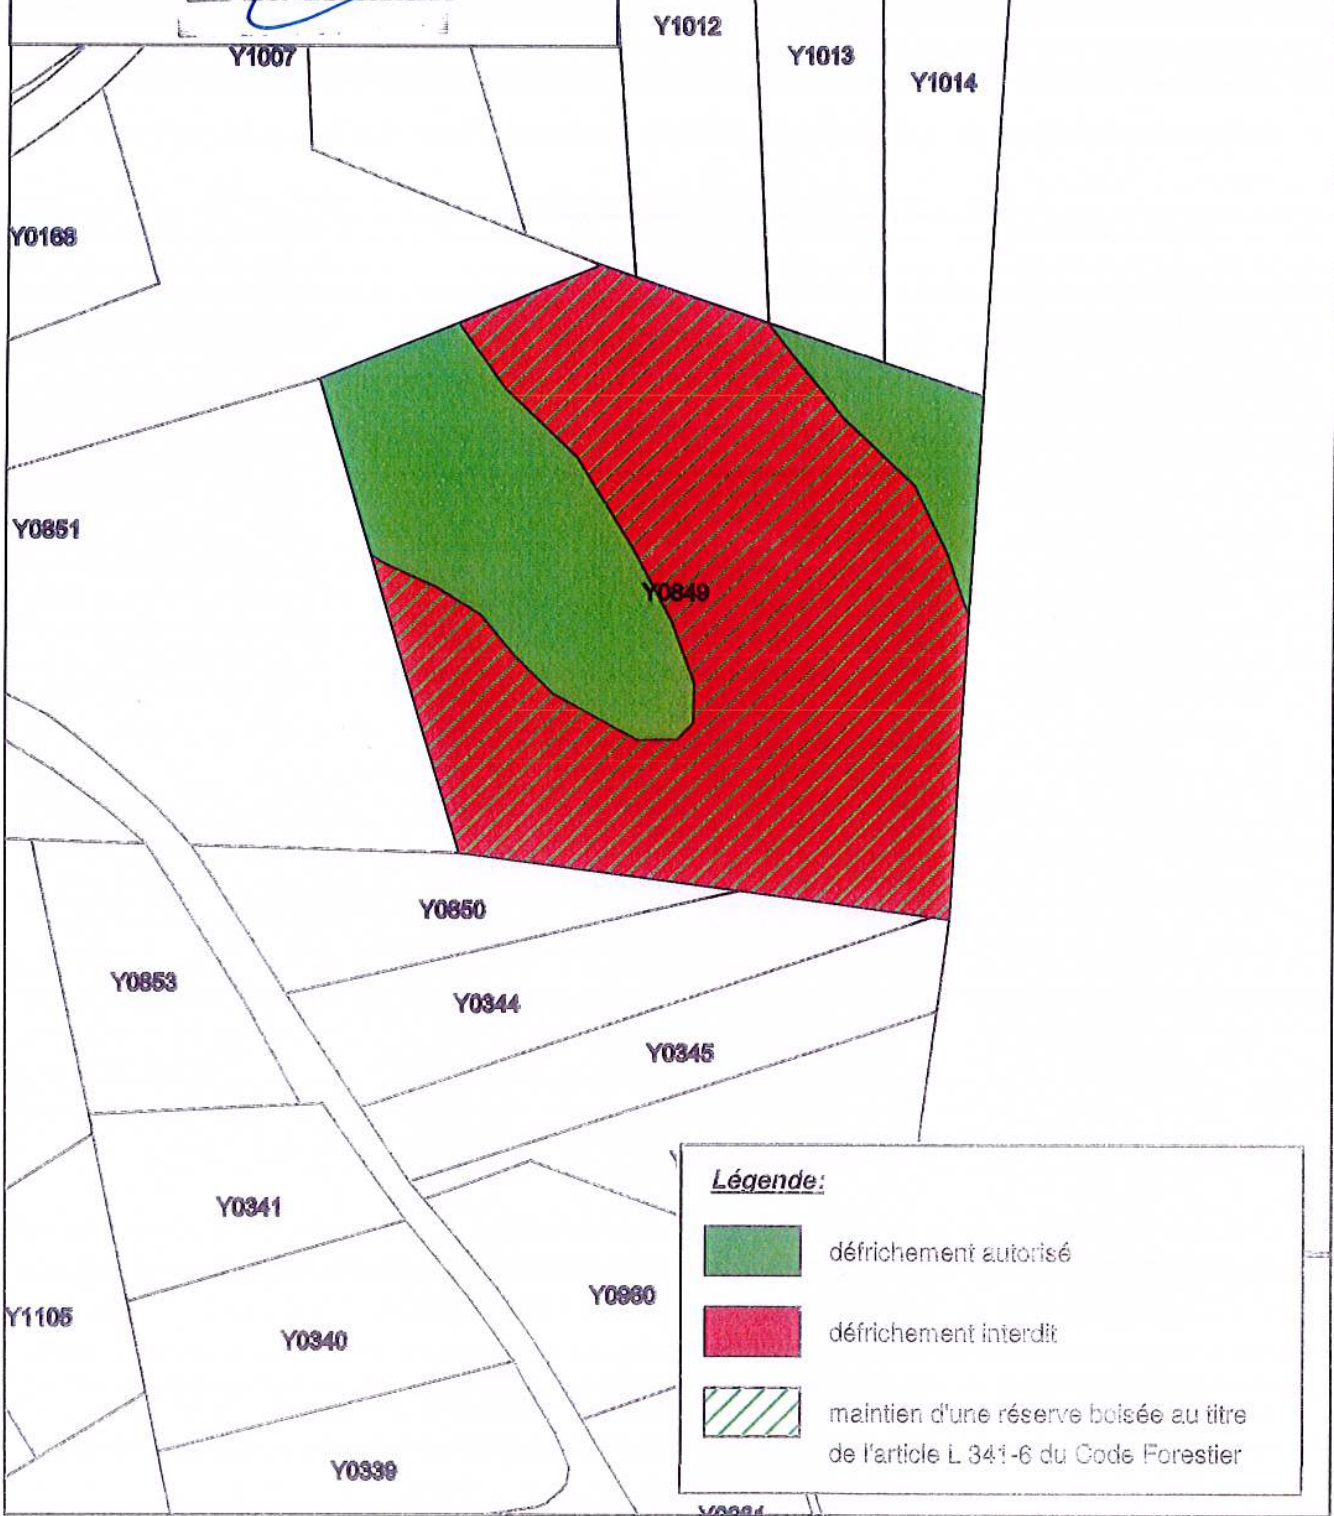 Y1012
Y1013
Y1014
Y1007
Y0168
Y0851
Y0849
Y0850
Y0853
Y0344
Y0345
Y0341
Y0980
Y1105
Y0340
Y0339
Légende:
défrichement autorisé
défrichement interdit
maintien d'une réserve boisée au titre
de l'article L 341-6 du Code Forestier